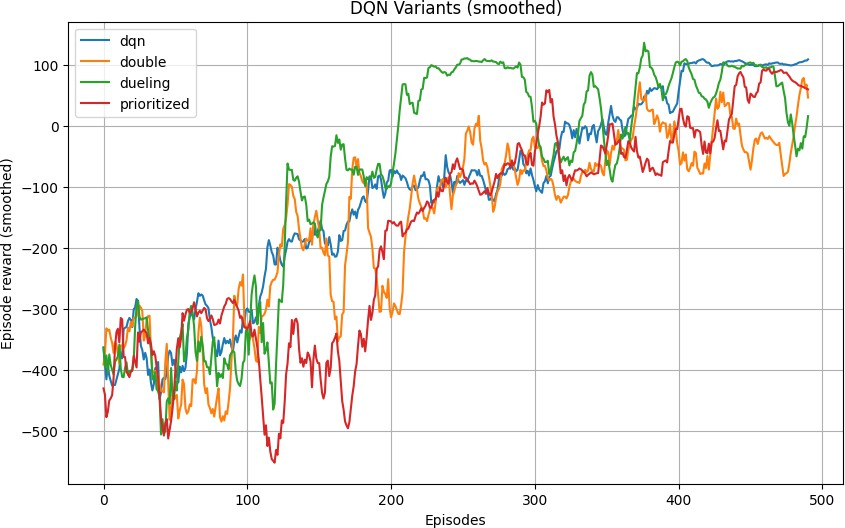 DQN Variants (smoothed)
dqn
double
dueling
prioritized
Episode reward (smoothed)
100
0
−100
−200
−300
−400
−500
0 100 200 300 400 500
Episodes